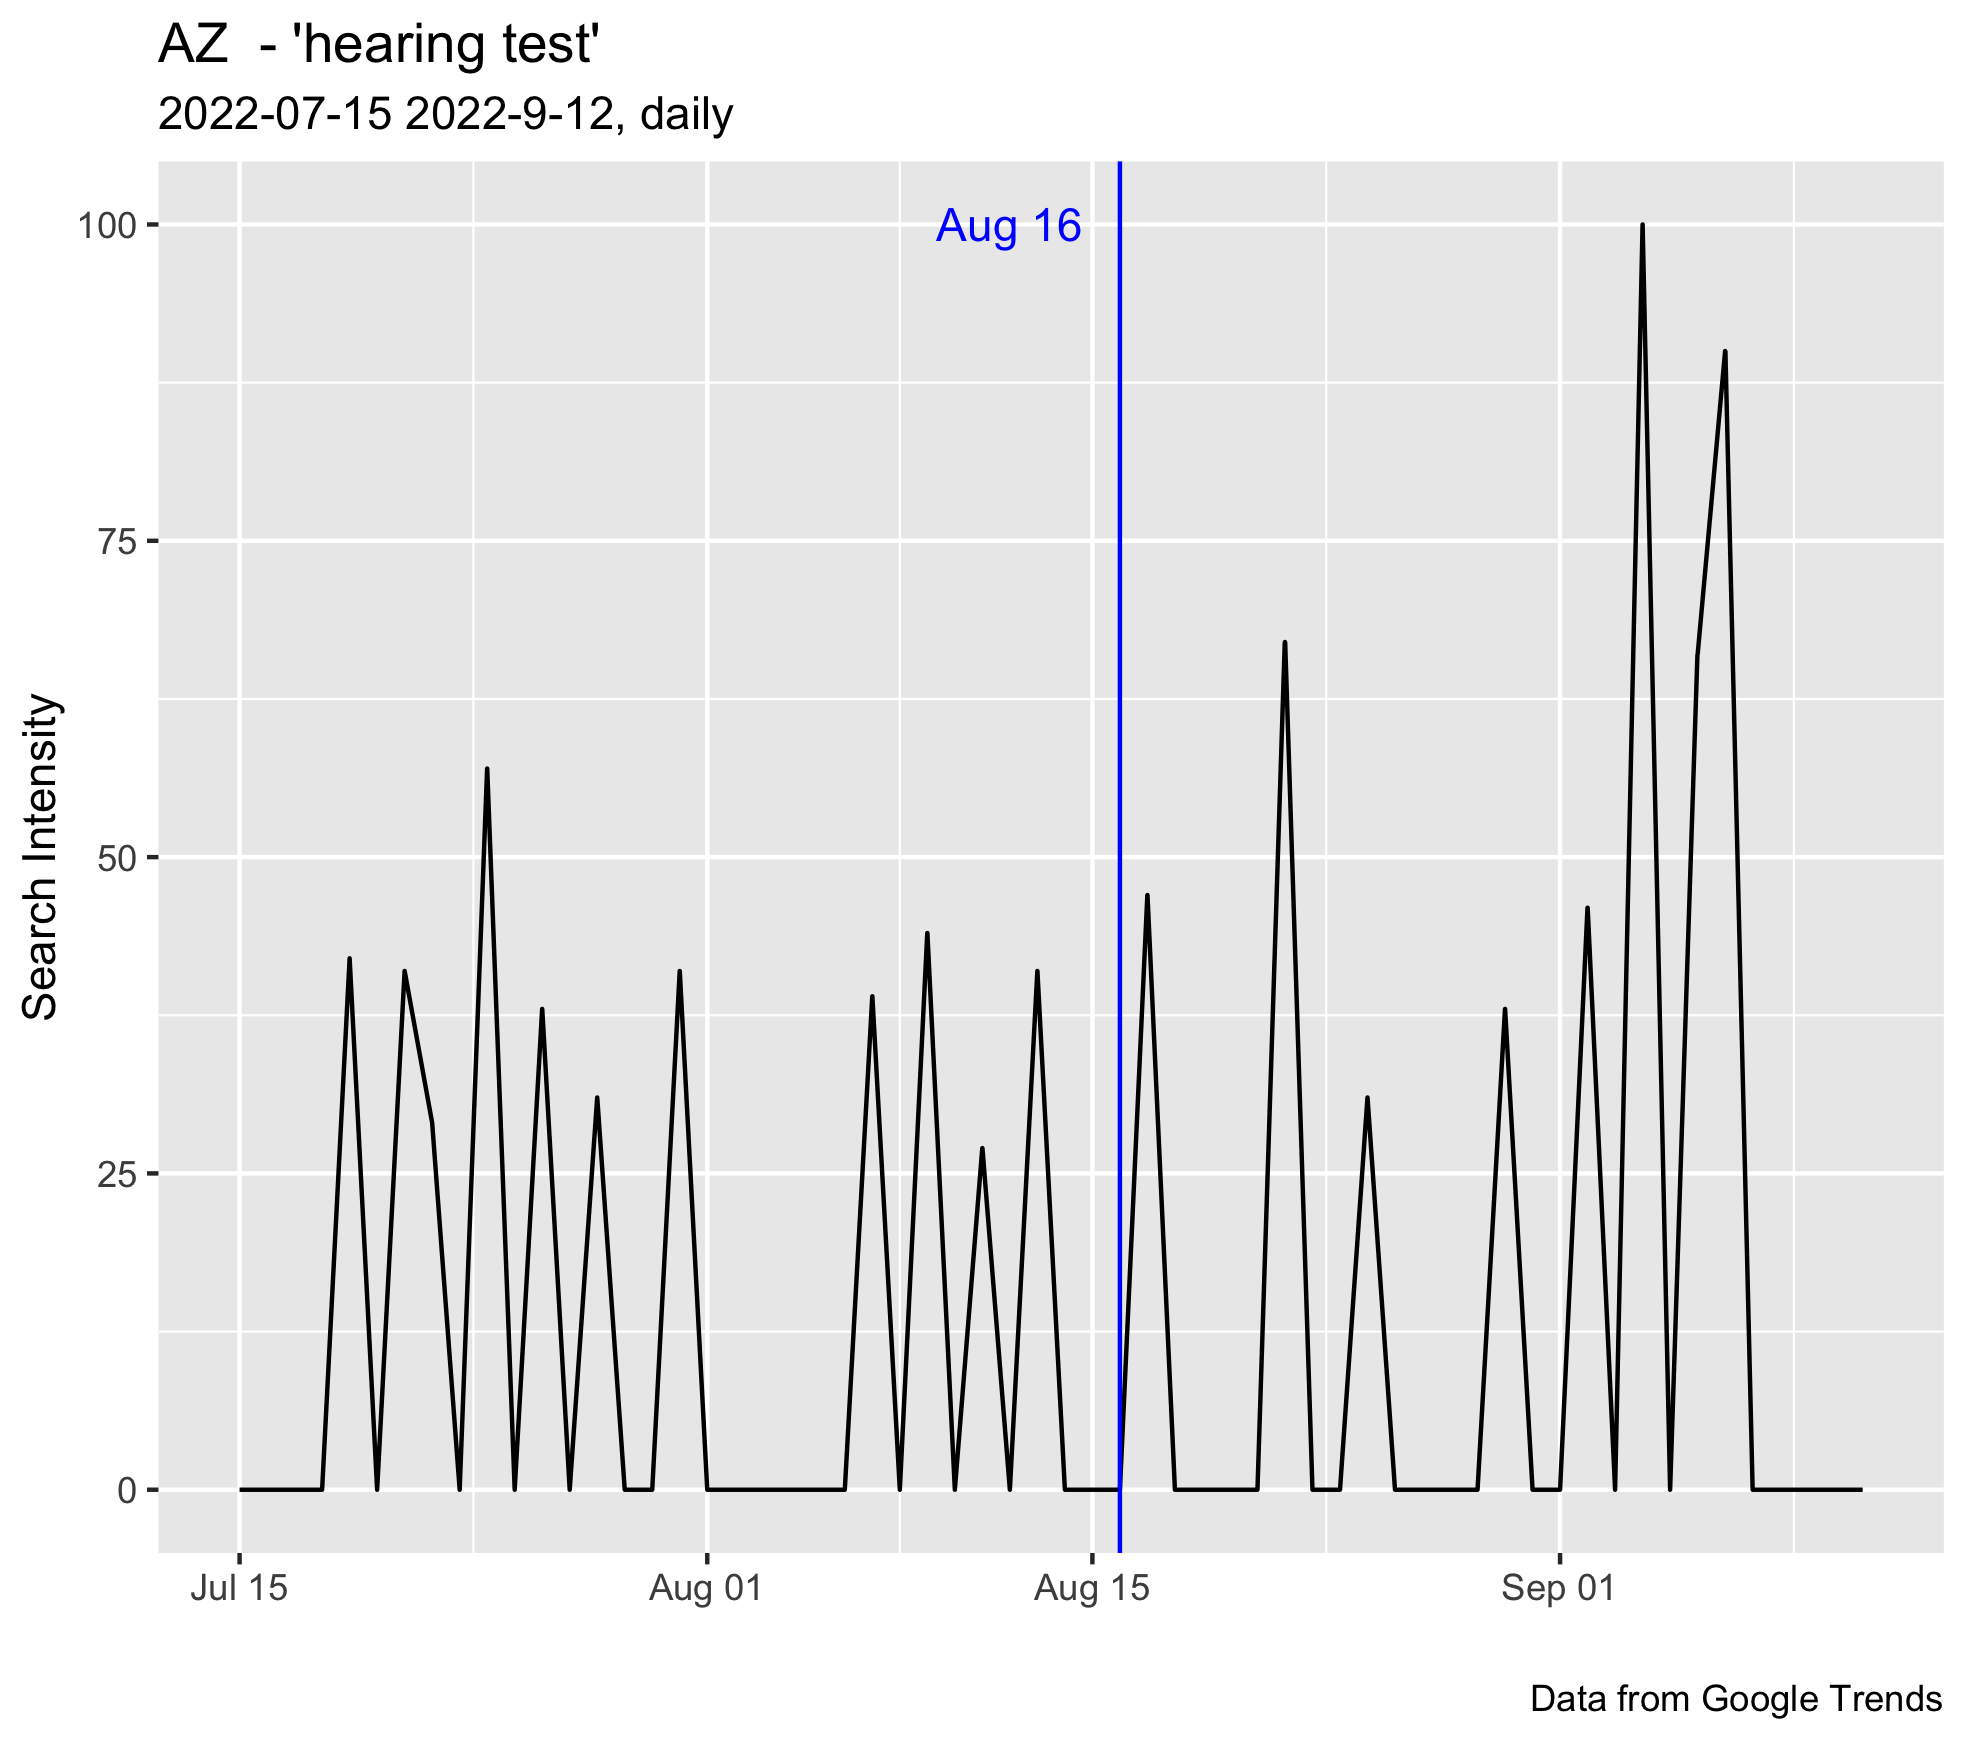 AZ  - 'hearing test'
2022-07-15 2022-9-12, daily
Aug 16
100
75
50
25
0
Search Intensity
Jul 15
Aug 01
Aug 15
Sep 01
Data from Google Trends